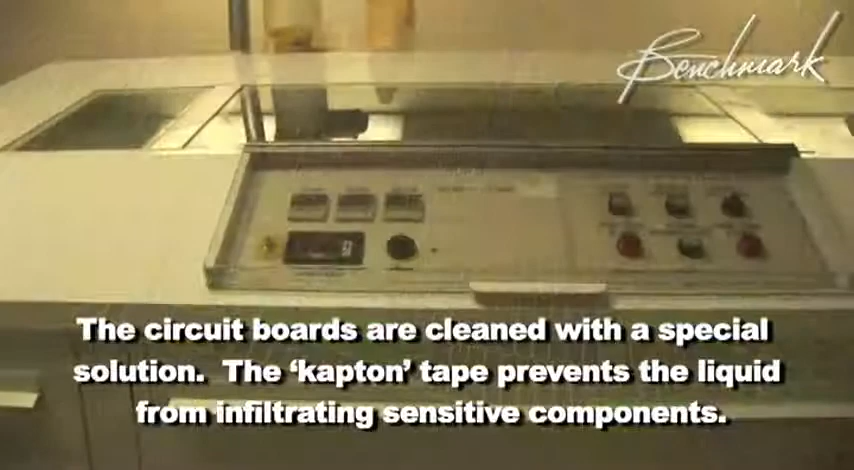 Benchmark
The circuit boards are cleaned with a special
solution. The ‘kapton’ tape prevents the liquid
from infiltrating sensitive components.